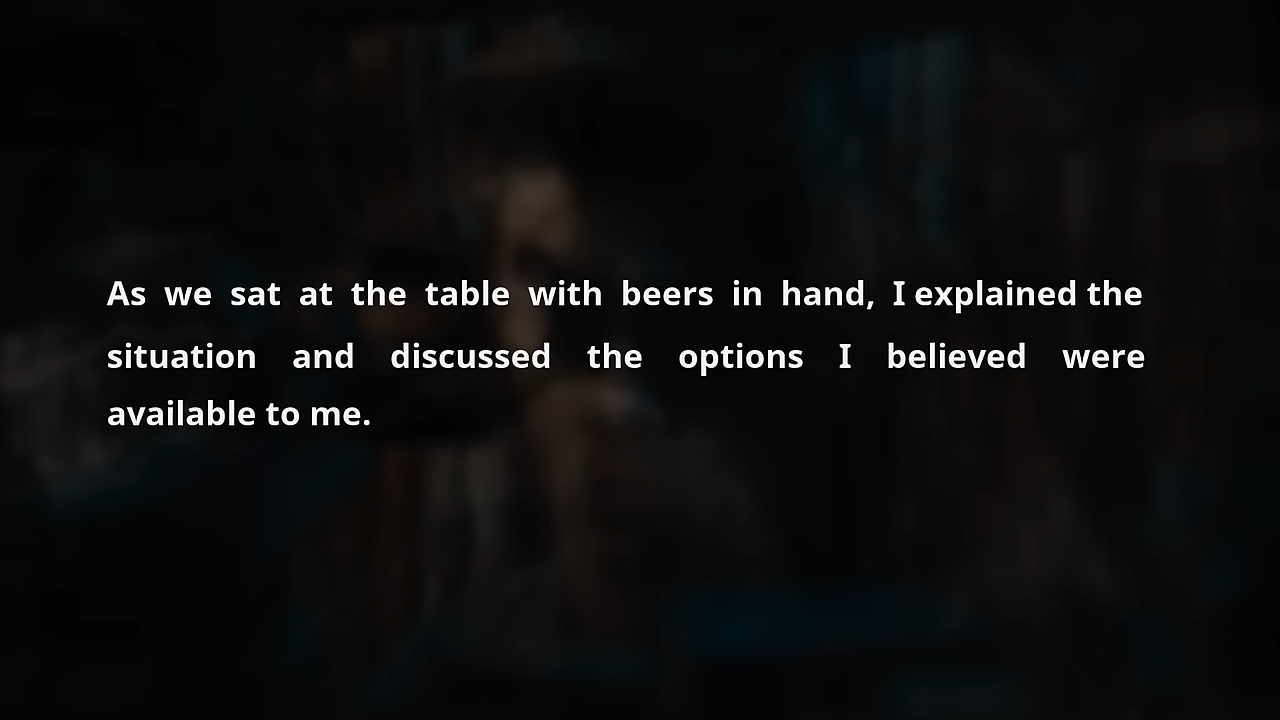 As we sat at the table with beers in hand, I explained the
situation and discussed the options I believed were
available to me.